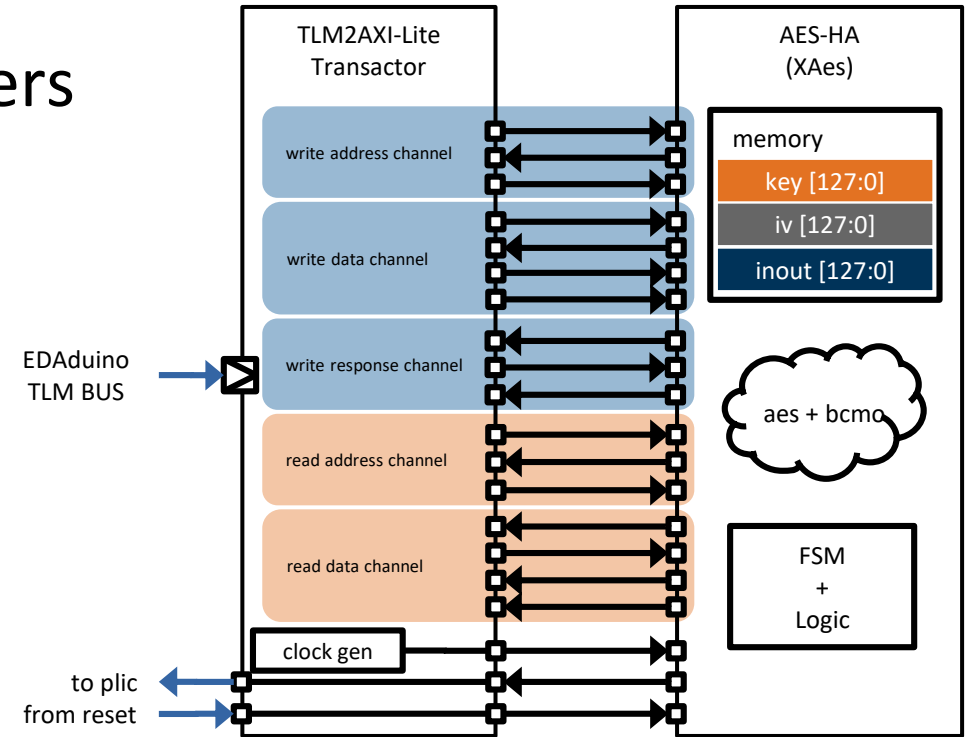 ers
TLM2AXI-Lite
Transactor
AES-HA
(XAes)
write address channel
write data channel
write response channel
read address channel
read data channel
clock gen
EDAduino
TLM BUS
to plic
from reset
memory
key [127:0]
iv [127:0]
inout [127:0]
aes + bcmo
FSM
+
Logic